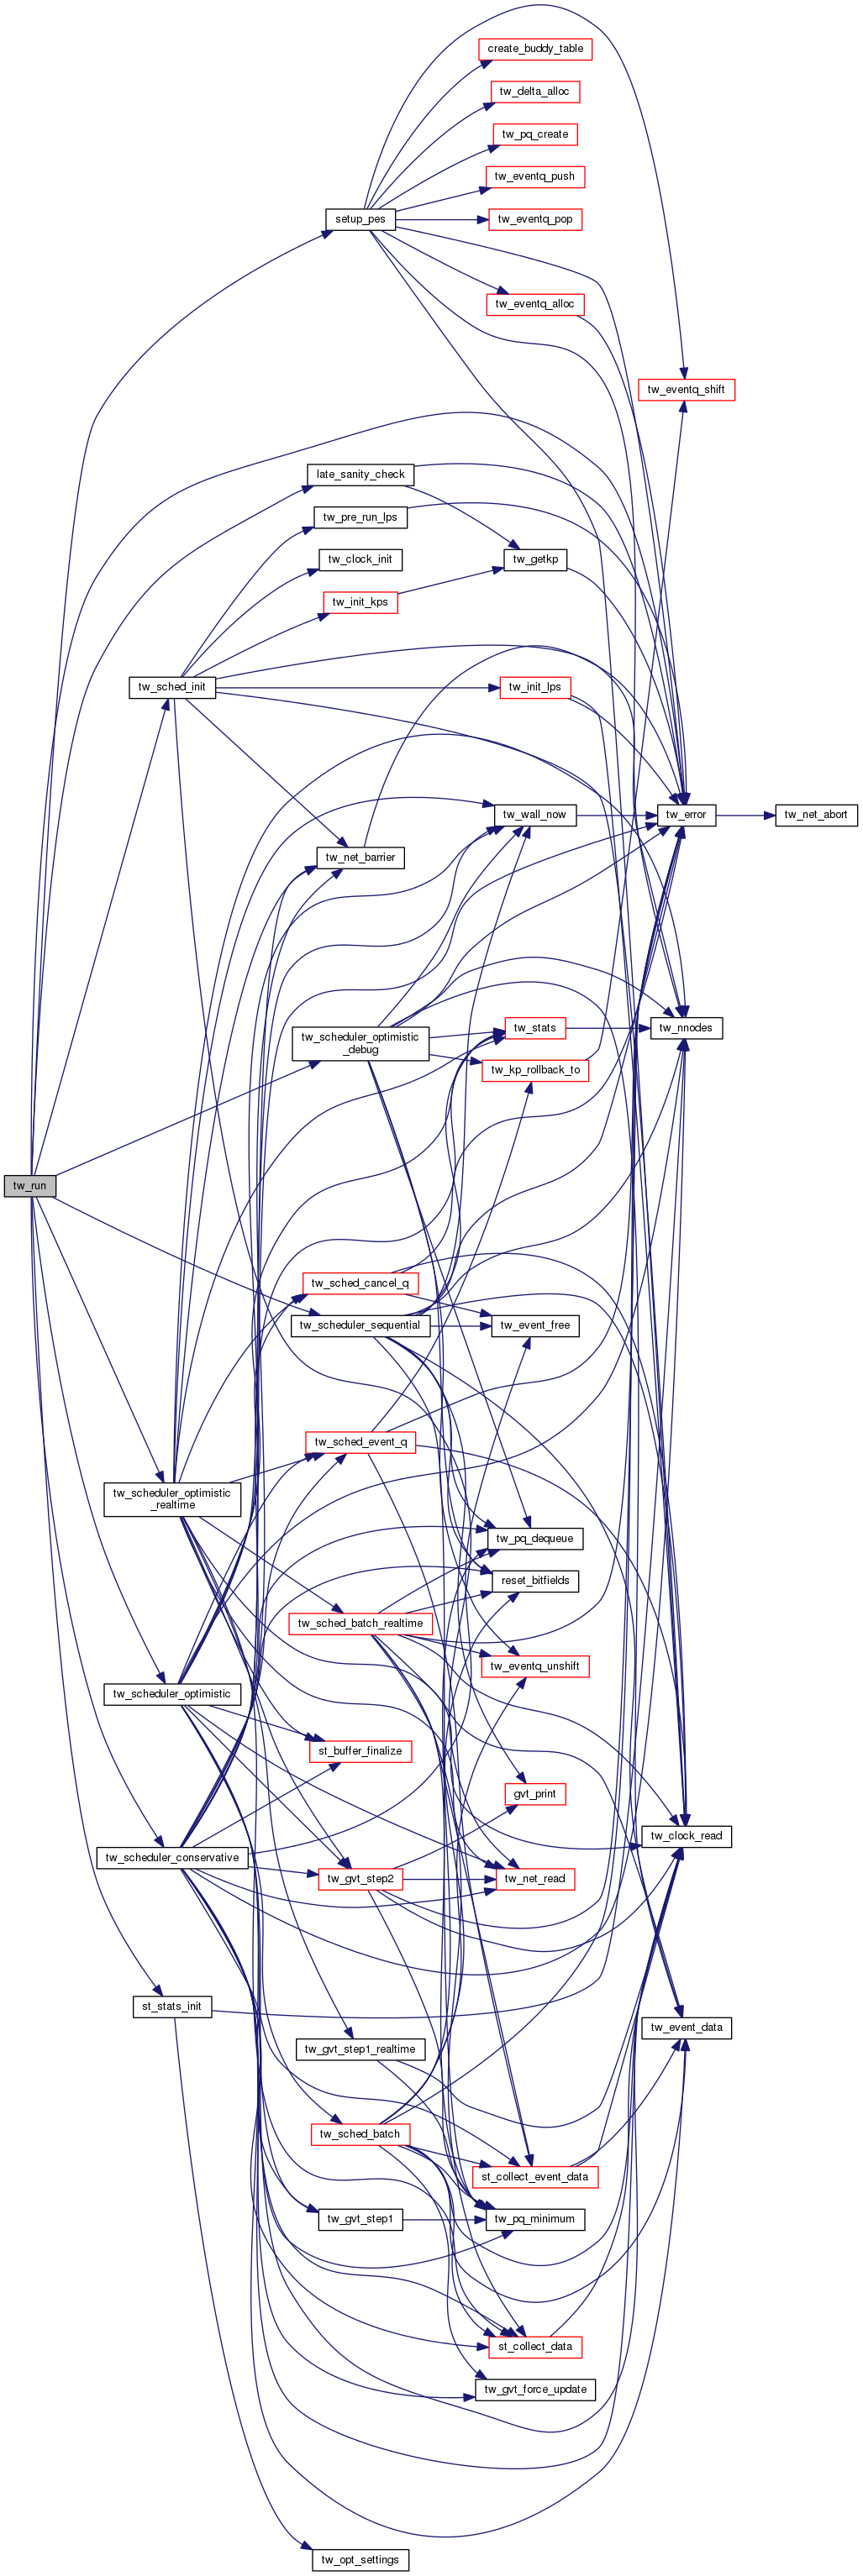 create_buddy_table
tw_delta_alloc
tw_pq_create
tw_eventq_push
setup_pes
tw_eventq_pop
tw_eventq_alloc
tw_eventq_shift
late_sanity_check
tw_pre_run_lps
tw_clock_init
tw_getkp
tw_init_kps
tw_sched_init
tw_init_lps
tw_wall_now
tw_error
tw_net_abort
tw_net_barrier
tw_scheduler_optimistic
_debug
tw_stats
tw_nnodes
tw_kp_rollback_to
tw_run
tw_sched_cancel_q
tw_scheduler_sequential
tw_event_free
tw_sched_event_q
tw_scheduler_optimistic
_realtime
tw_pq_dequeue
reset_bitfields
tw_sched_batch_realtime
tw_eventq_unshift
tw_scheduler_optimistic
st_buffer_finalize
gvt_print
tw_clock_read
tw_scheduler_conservative
tw_gvt_step2
tw_net_read
st_stats_init
tw_event_data
tw_gvt_step1_realtime
tw_sched_batch
st_collect_event_data
tw_gvt_step1
tw_pq_minimum
st_collect_data
tw_gvt_force_update
tw_opt_settings